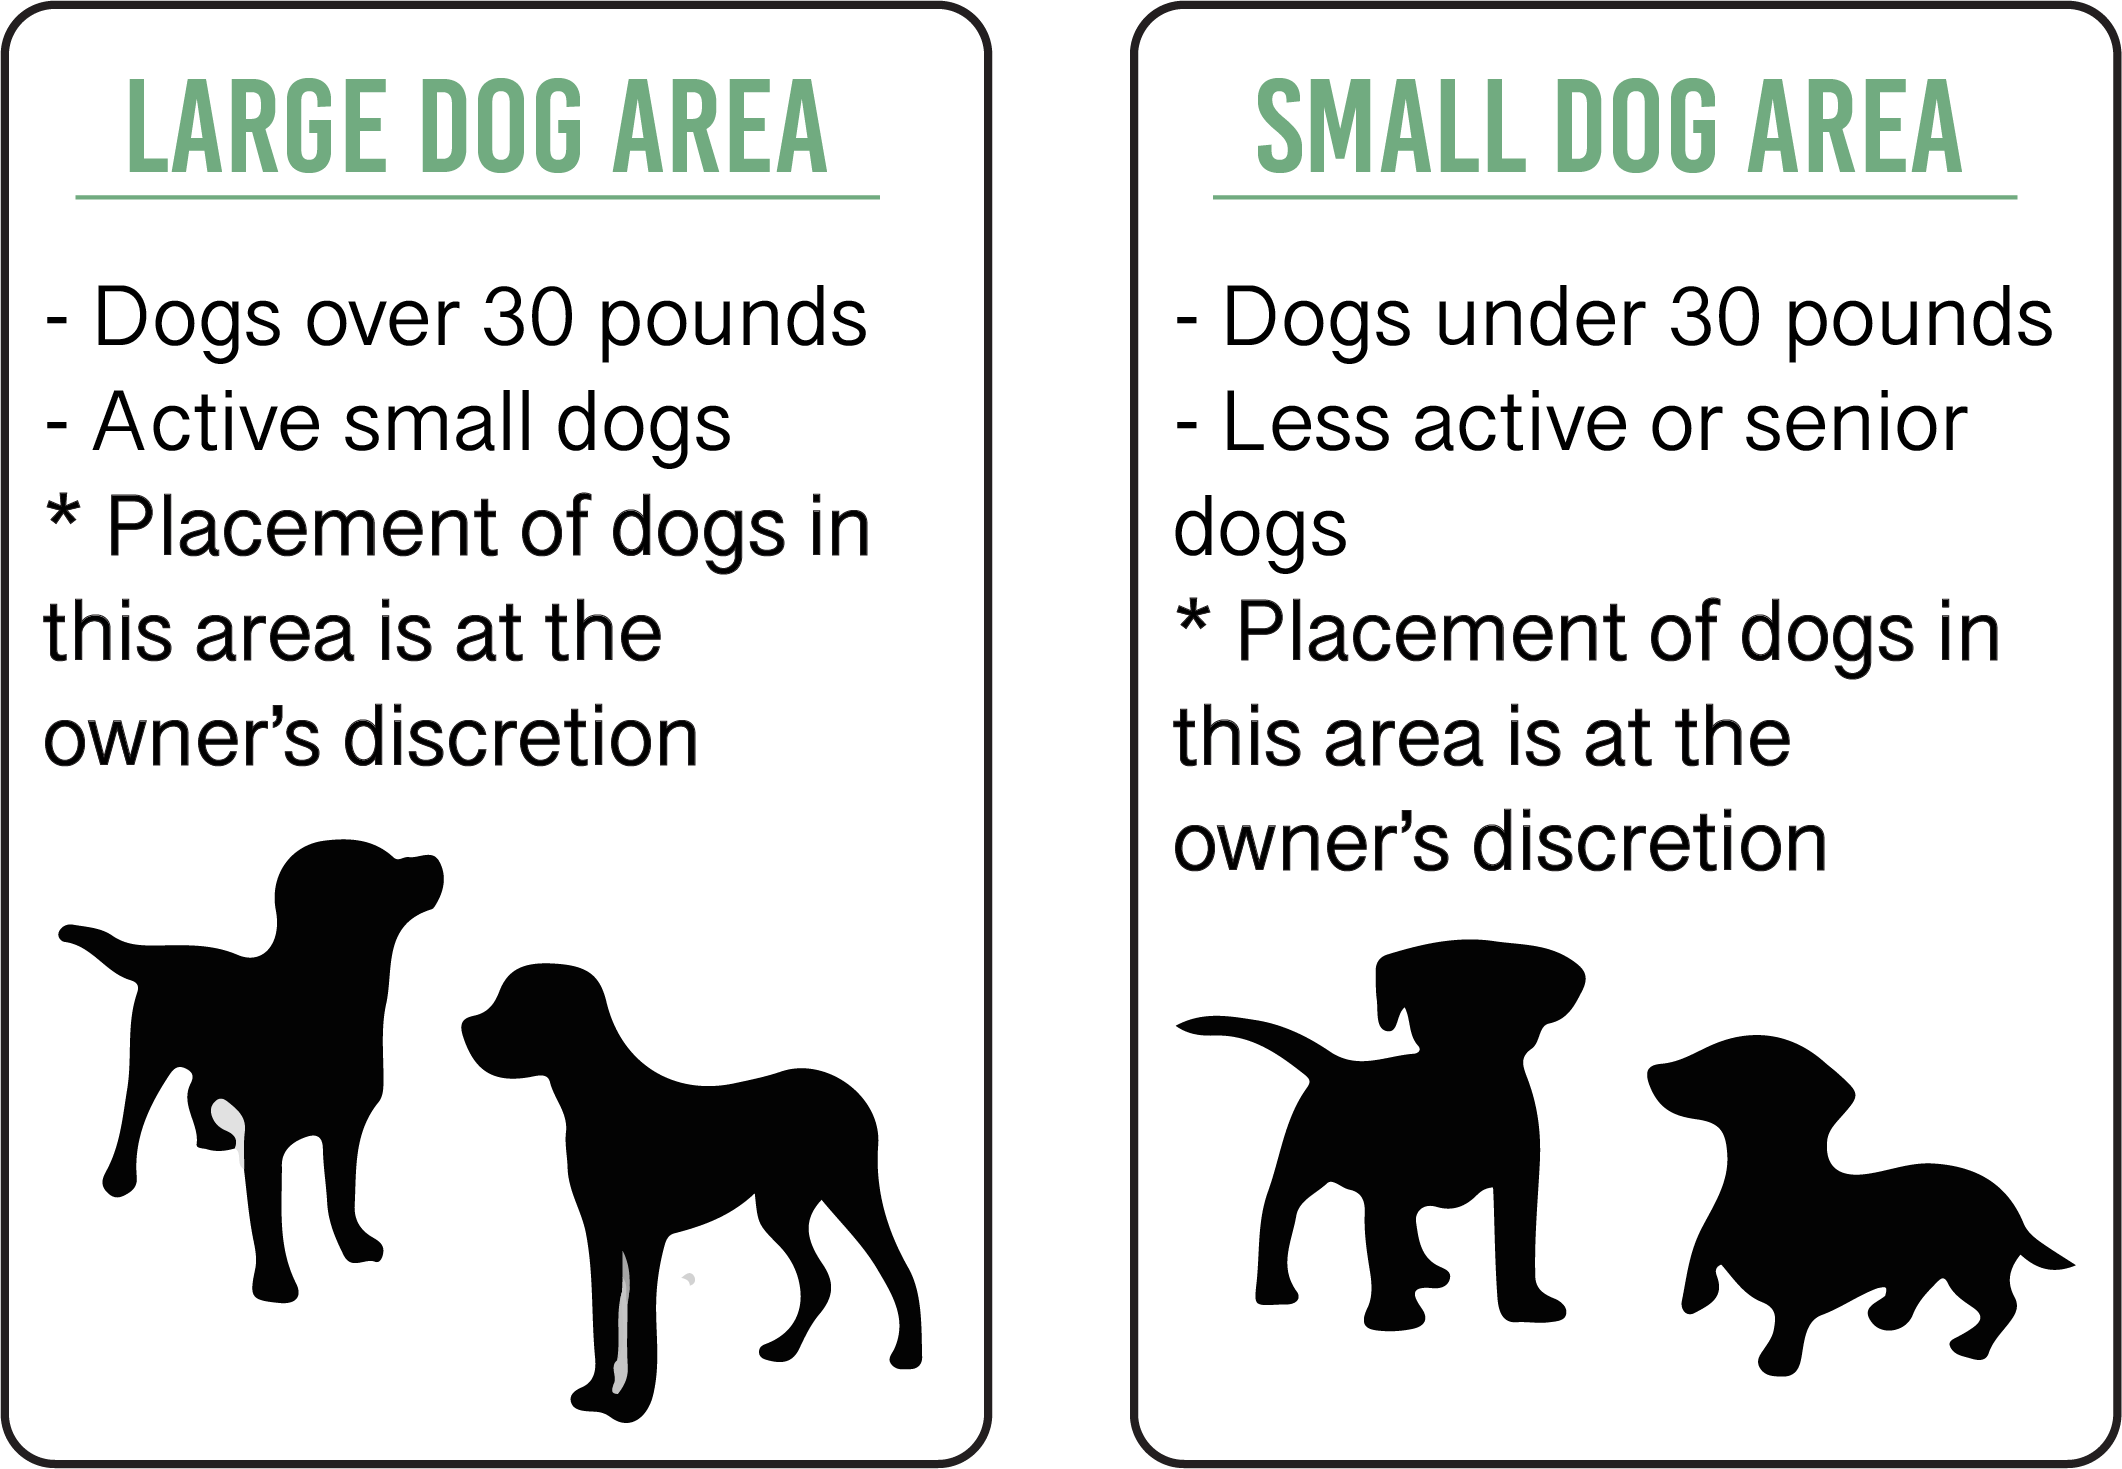 LARGE DOG AREA
- Dogs over 30 pounds
- Active small dogs
* Placement of dogs in
this area is at the
owner’s discretion
SMALL DOG AREA
- Dogs under 30 pounds
- Less active or senior
dogs
* Placement of dogs in
this area is at the
owner’s discretion